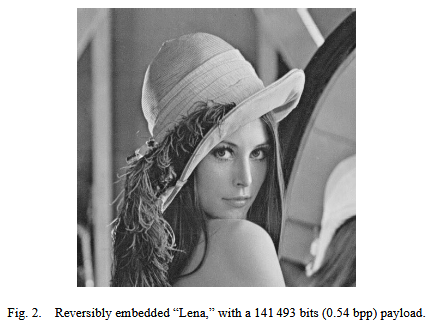 Fig. 2. Reversibly embedded “Lena,” with a 141 493 bits (0.54 bpp) payload.